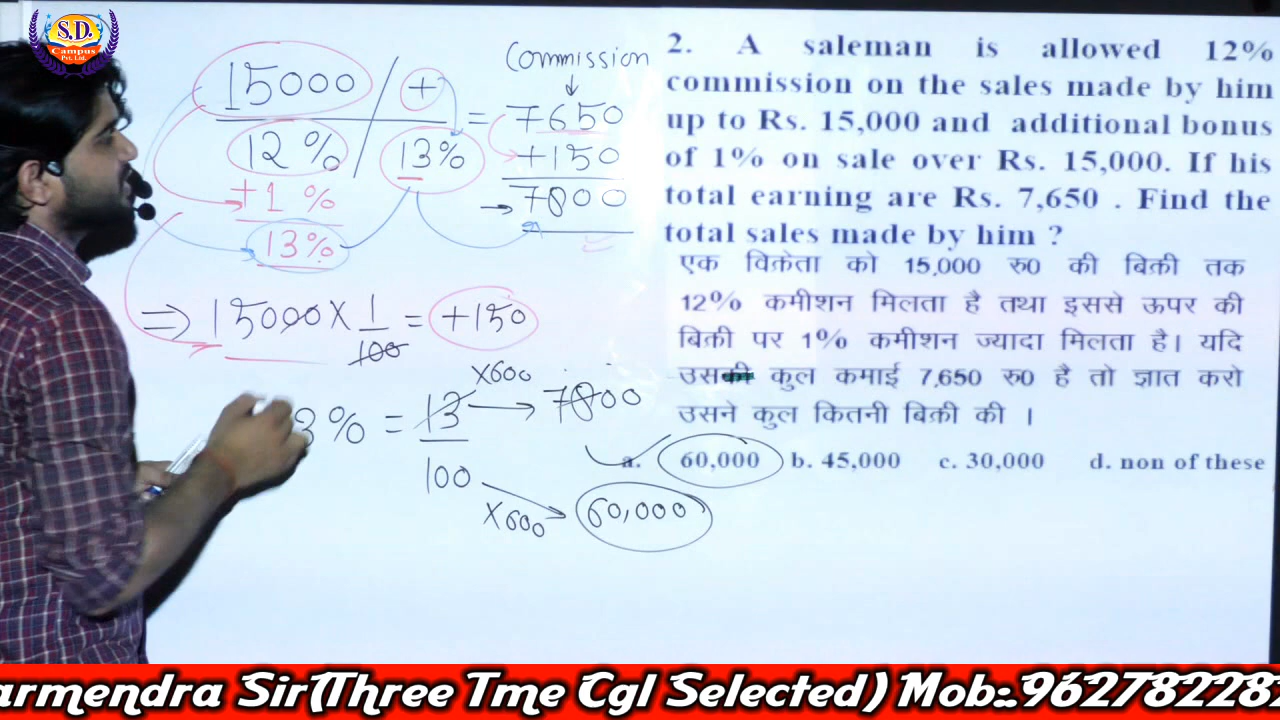 S.D.
Campus
Pvt. Ltd.
15000 / + = 7650
Commission
12% 13% +150
+1% 7800
13%
⇒ 15000 × 1/100 = +150
3% = 13/100
×600
7800
×600
60,000
2. A saleman is allowed 12%
commission on the sales made by him
up to Rs. 15,000 and additional bonus
of 1% on sale over Rs. 15,000. If his
total earning are Rs. 7,650 . Find the
total sales made by him ?
एक विक्रेता को 15,000 रु0 की बिक्री तक
12% कमीशन मिलता है तथा इससे ऊपर की
बिक्री पर 1% कमीशन ज्यादा मिलता है। यदि
उसकी कुल कमाई 7,650 रु0 है तो ज्ञात करो
उसने कुल कितनी बिक्री की ।
a. 60,000 b. 45,000 c. 30,000 d. non of these
armendra Sir(Three Tme Cgl Selected) Mob:.962782282